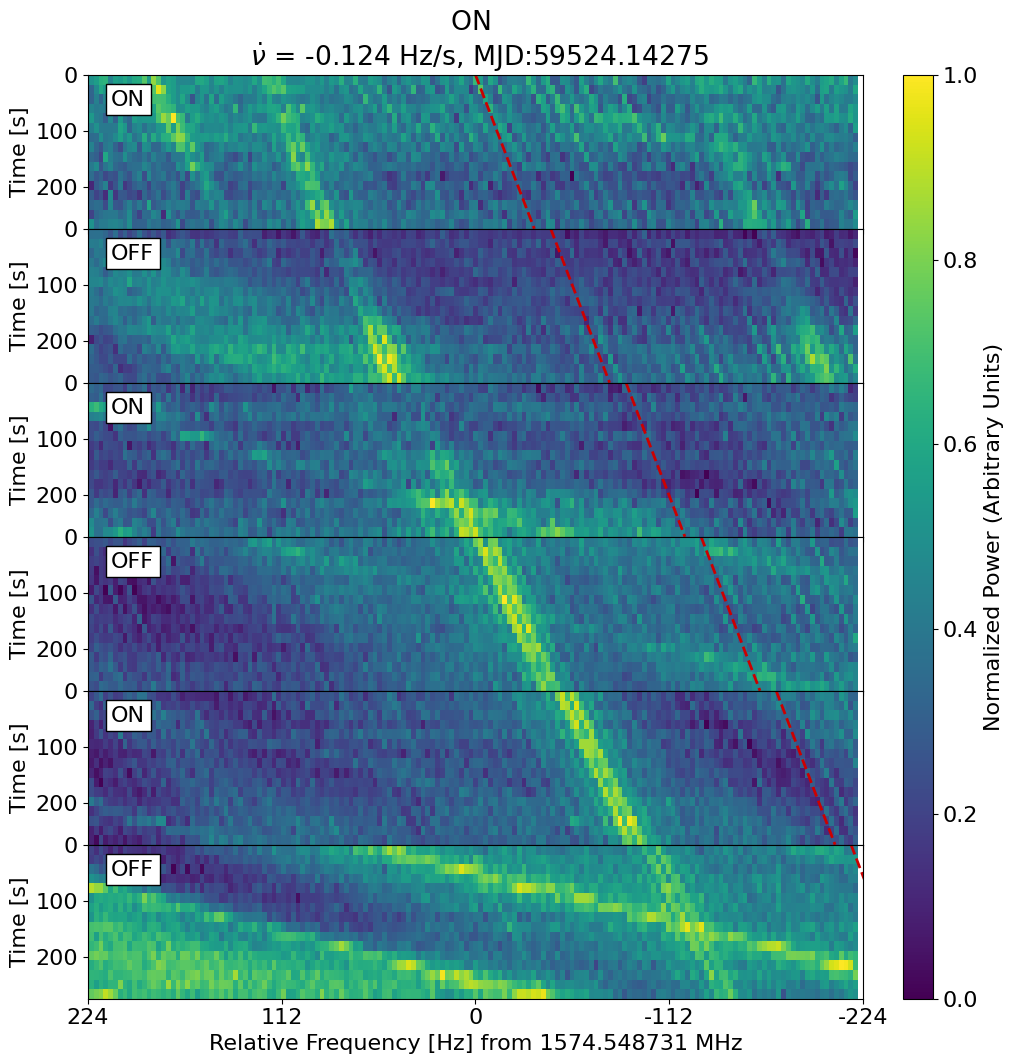 ON
ν̇ = -0.124 Hz/s, MJD:59524.14275
0
ON
100
200
Time [s]
0
OFF
100
200
Time [s]
0
ON
100
200
Time [s]
0
OFF
100
200
Time [s]
0
ON
100
200
Time [s]
0
OFF
100
200
Time [s]
224 112 0 -112 -224
Relative Frequency [Hz] from 1574.548731 MHz
1.0
0.8
0.6
0.4
0.2
0.0
Normalized Power (Arbitrary Units)